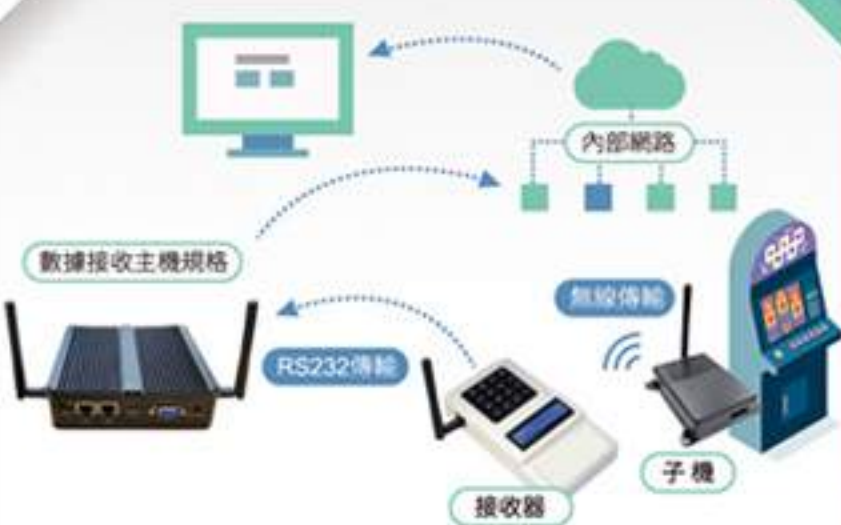 內部網路
數據接收主機規格
無線傳輸
RS232傳輸
子機
接收器